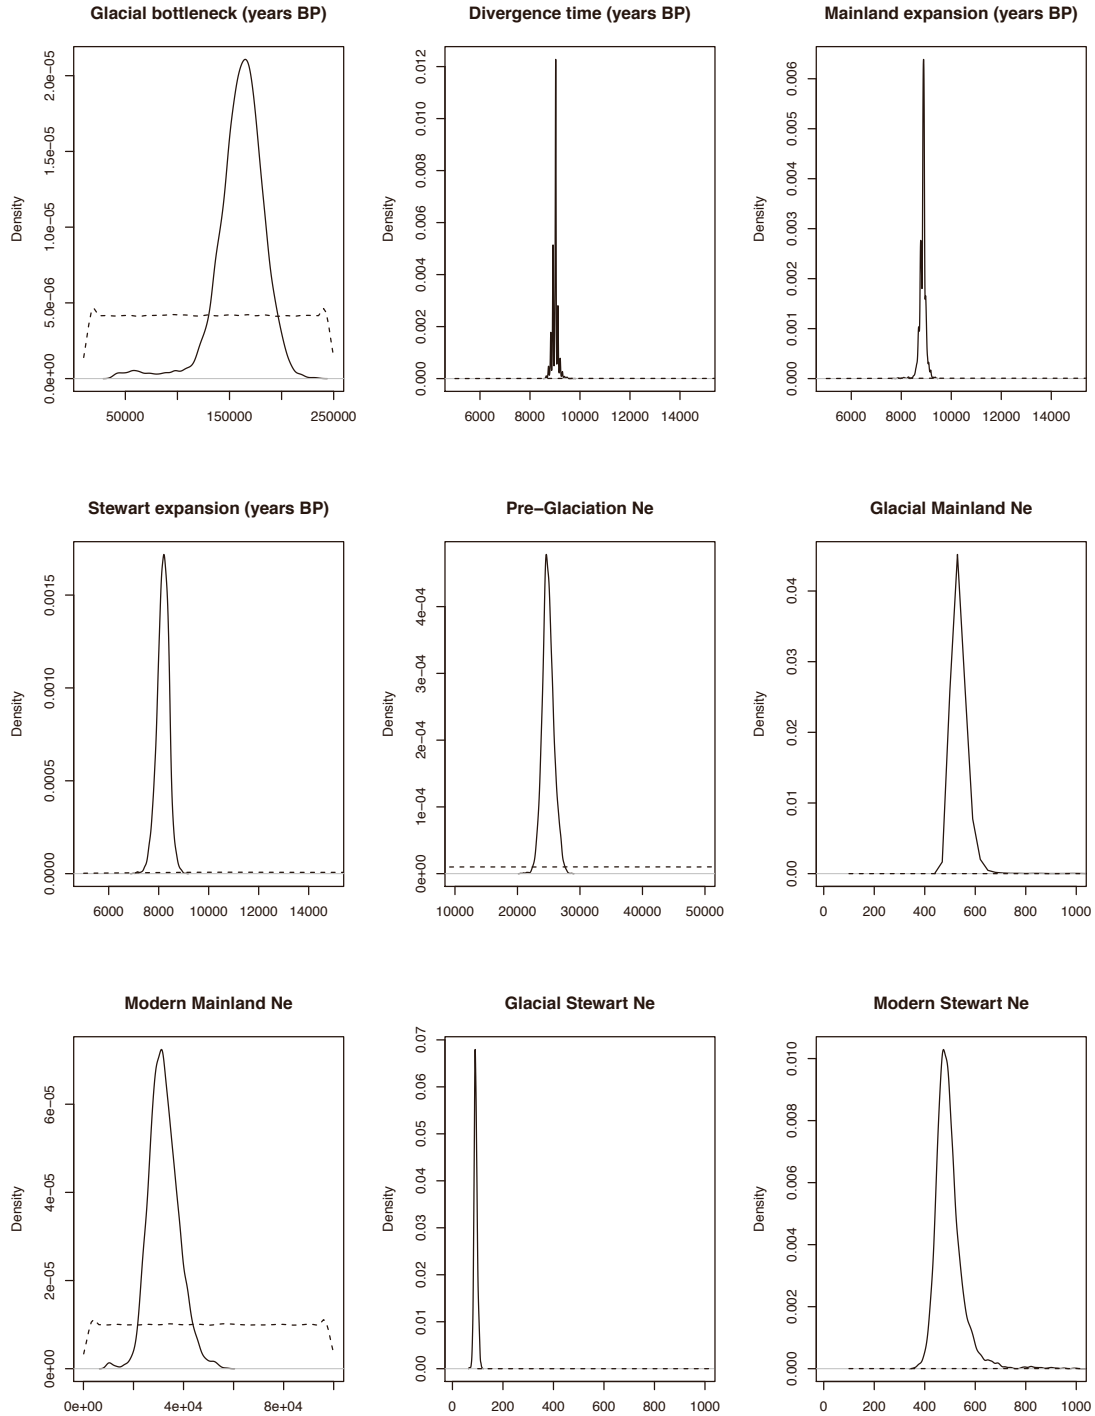 Glacial bottleneck (years BP)
Density
0.0e+00 5.0e−06 1.0e−05 1.5e−05 2.0e−05
50000 150000 250000
Divergence time (years BP)
Density
0.000 0.002 0.004 0.006 0.008 0.010 0.012
6000 8000 10000 12000 14000
Mainland expansion (years BP)
Density
0.000 0.001 0.002 0.003 0.004 0.005 0.006
6000 8000 10000 12000 14000
Stewart expansion (years BP)
Density
0.0000 0.0005 0.0010 0.0015
6000 8000 10000 12000 14000
Pre−Glaciation Ne
Density
0e+00 1e−04 2e−04 3e−04 4e−04
10000 20000 30000 40000 50000
Glacial Mainland Ne
Density
0.00 0.01 0.02 0.03 0.04
0 200 400 600 800 1000
Modern Mainland Ne
Density
0e+00 2e−05 4e−05 6e−05
0e+00 4e+04 8e+04
Glacial Stewart Ne
Density
0.00 0.01 0.02 0.03 0.04 0.05 0.06 0.07
0 200 400 600 800 1000
Modern Stewart Ne
Density
0.000 0.002 0.004 0.006 0.008 0.010
0 200 400 600 800 1000